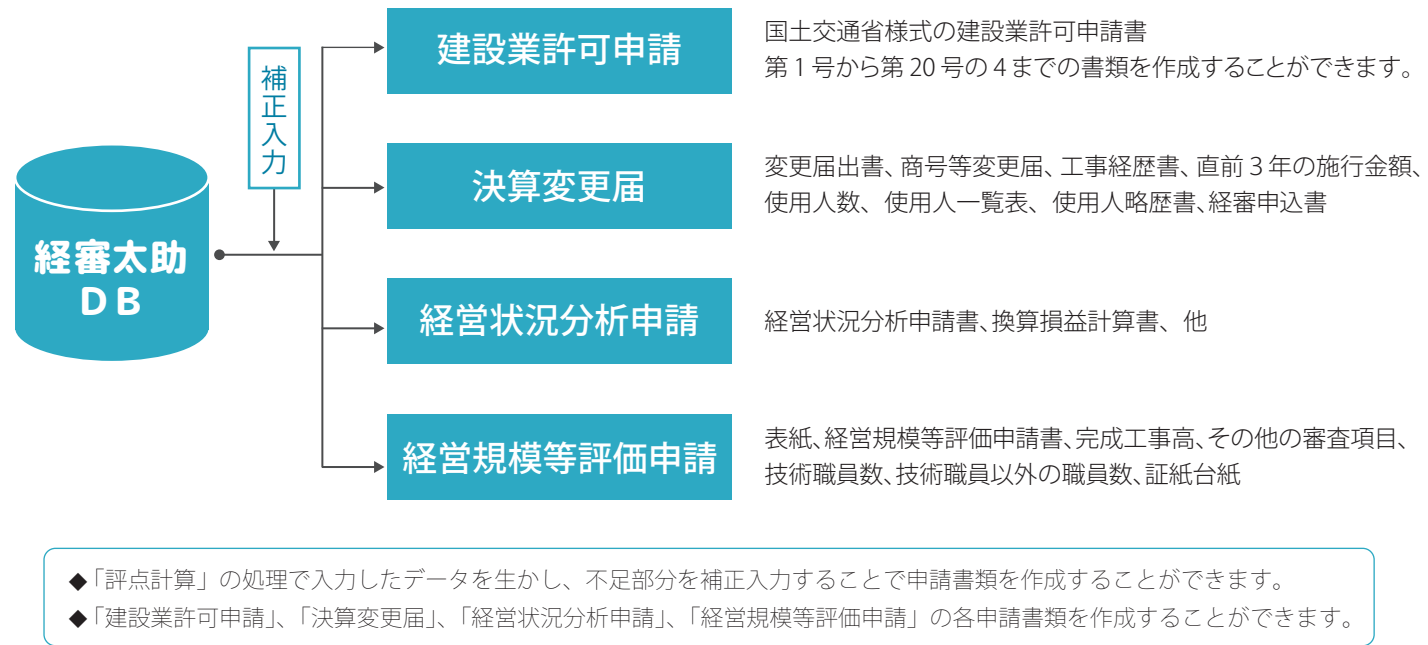 補正入力
経審太助
DB
建設業許可申請
国土交通省様式の建設業許可申請書
第1号から第20号の4までの書類を作成することができます。
決算変更届
変更届出書、商号等変更届、工事経歴書、直前3年の施行金額、
使用人数、使用人一覧表、使用人略歴書、経審申込書
経営状況分析申請
経営状況分析申請書、換算損益計算書、他
経営規模等評価申請
表紙、経営規模等評価申請書、完成工事高、その他の審査項目、
技術職員数、技術職員以外の職員数、証紙台紙
◆「評点計算」の処理で入力したデータを生かし、不足部分を補正入力することで申請書類を作成することができます。
◆「建設業許可申請」、「決算変更届」、「経営状況分析申請」、「経営規模等評価申請」の各申請書類を作成することができます。